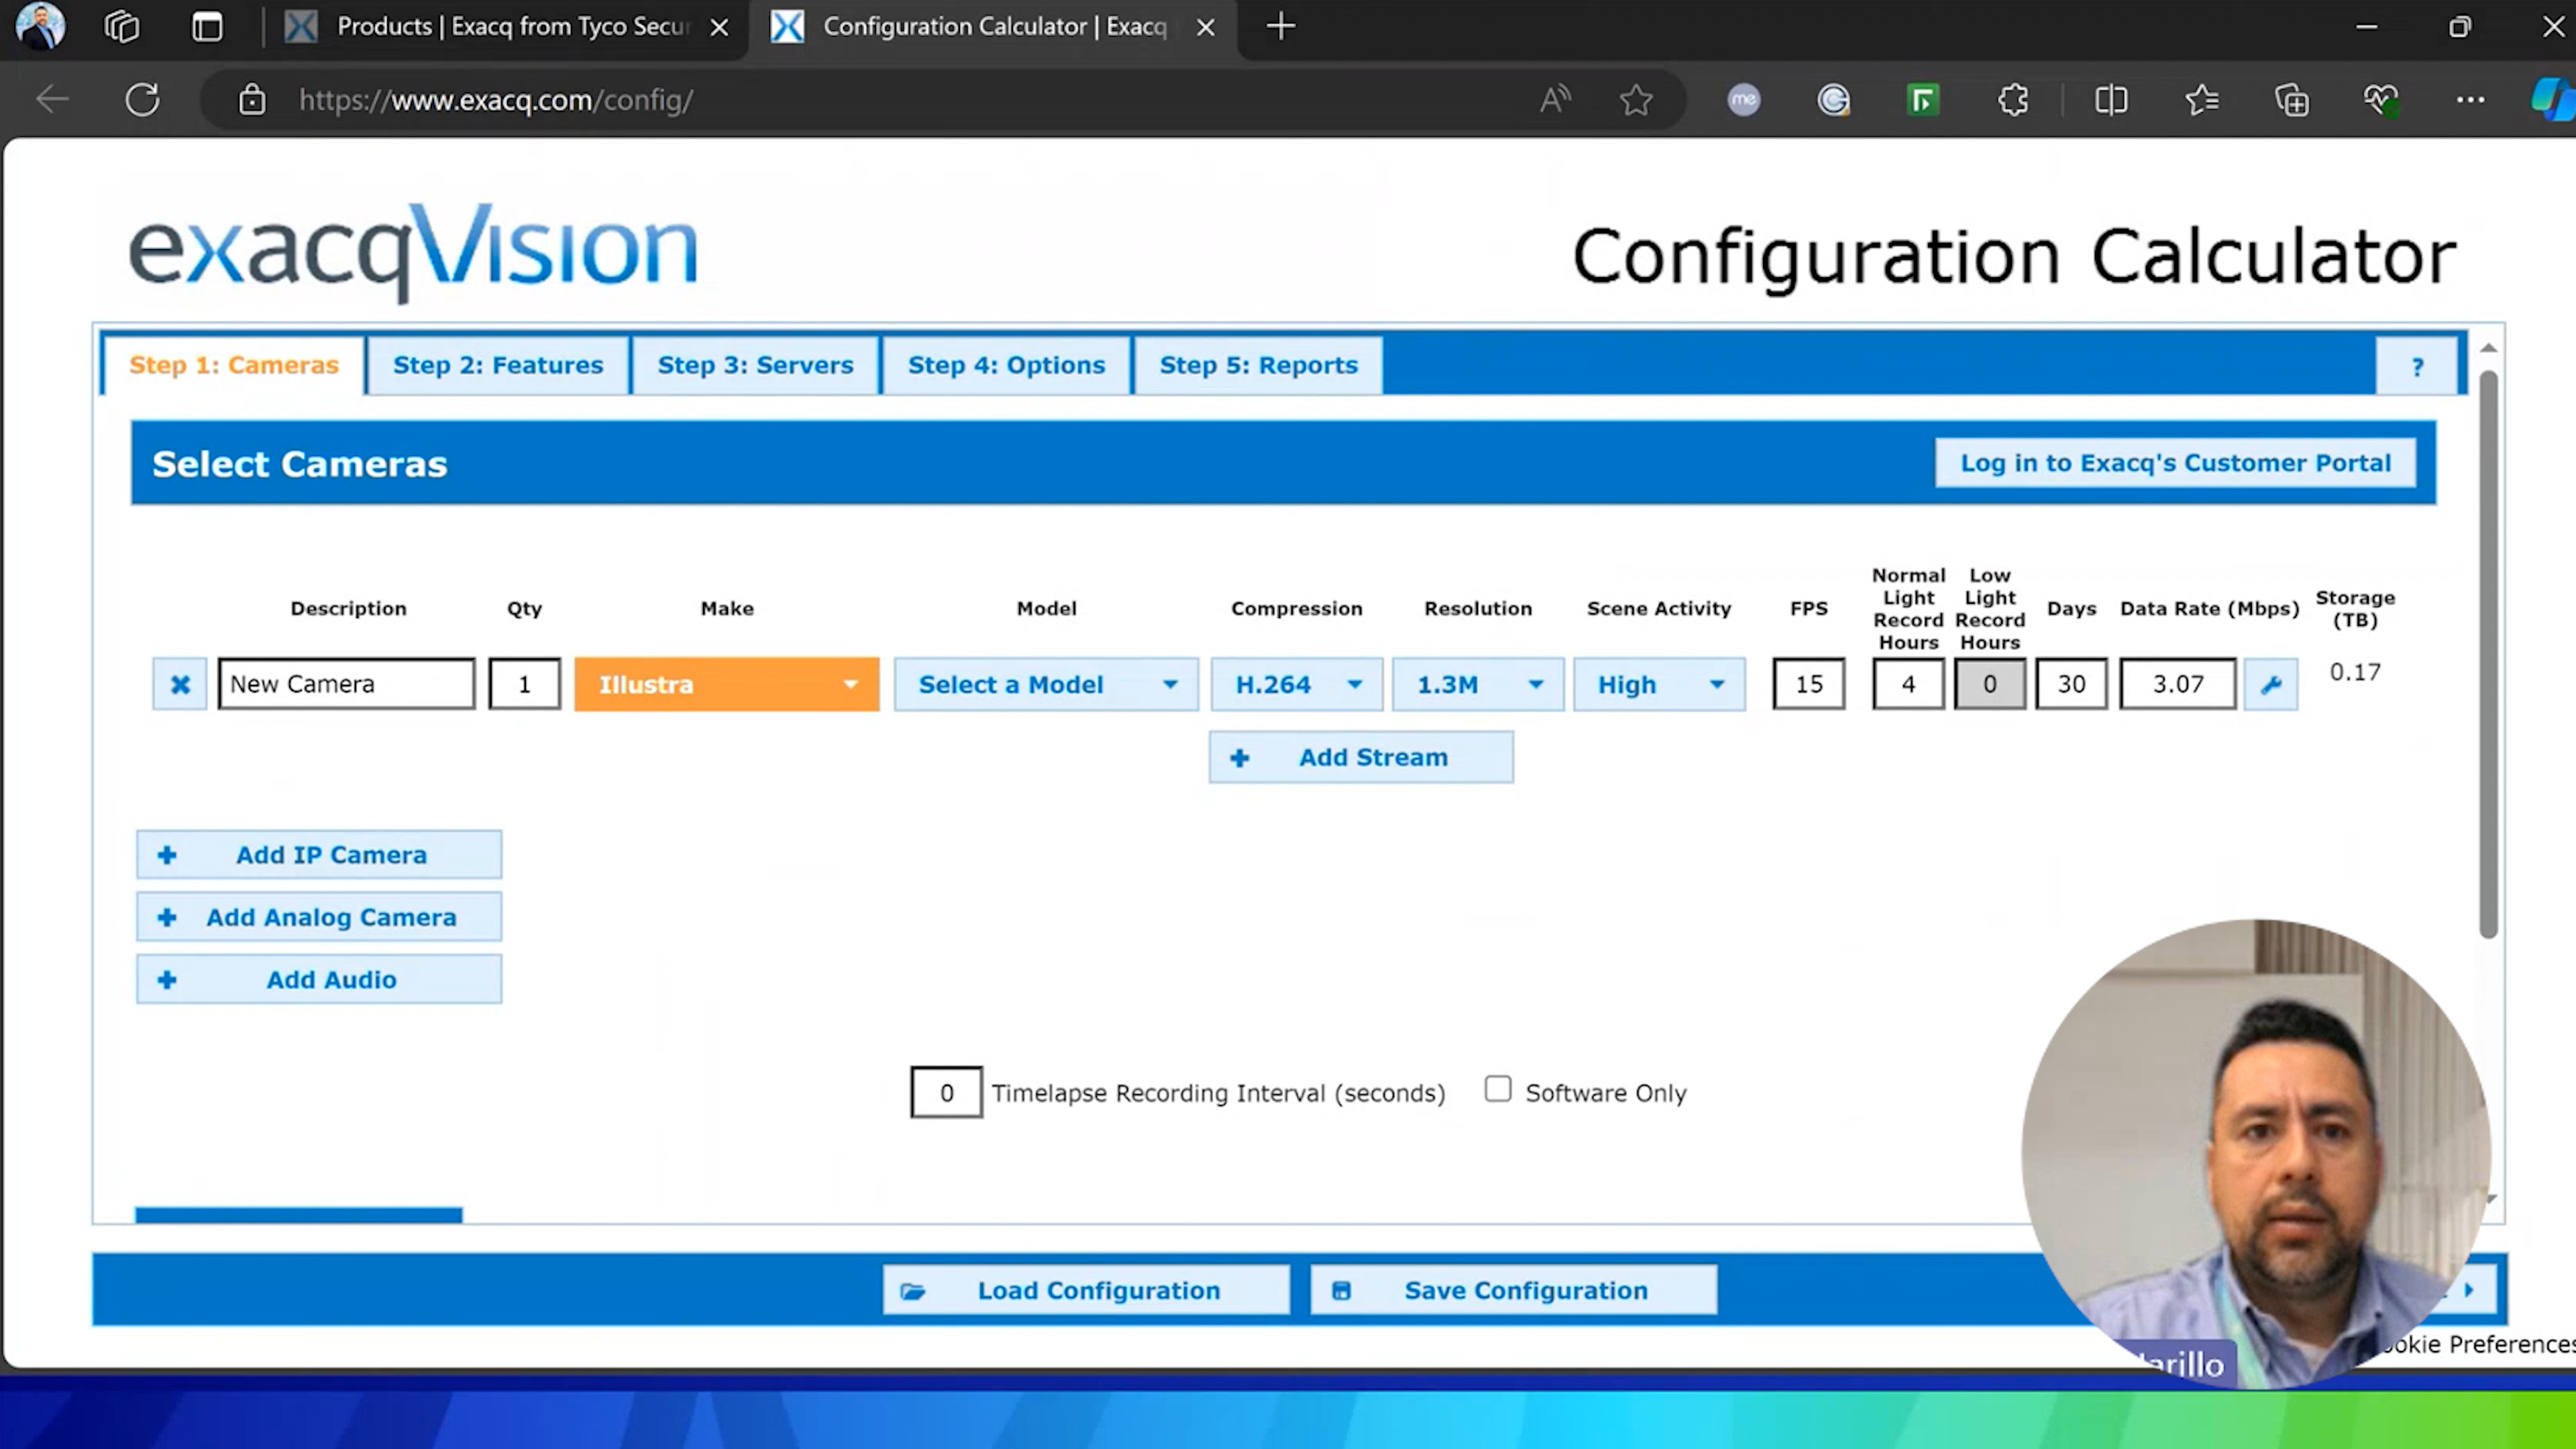 Products | Exacq from Tyco Secur
Configuration Calculator | Exacq
https://www.exacq.com/config/
me
exacqVision
Configuration Calculator
Step 1: Cameras
Step 2: Features
Step 3: Servers
Step 4: Options
Step 5: Reports
?
Select Cameras
Log in to Exacq's Customer Portal
Description
Qty
Make
Model
Compression
Resolution
Scene Activity
FPS
Normal
Light
Record
Hours
Low
Light
Record
Hours
Days
Data Rate (Mbps)
Storage
(TB)
New Camera
1
Illustra
Select a Model
H.264
1.3M
High
15
4
0
30
3.07
0.17
Add Stream
Add IP Camera
Add Analog Camera
Add Audio
0
Timelapse Recording Interval (seconds)
Software Only
Load Configuration
Save Configuration
Preferences